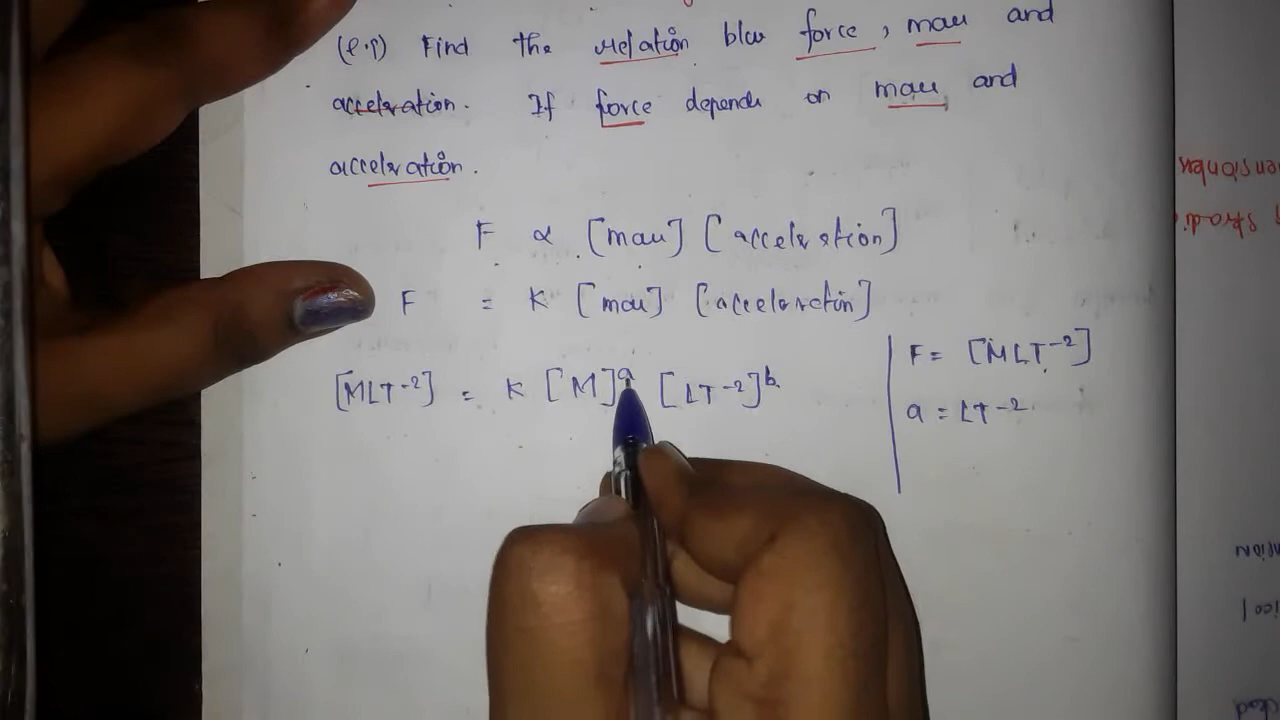 (e.g) Find the relation b/w force, mass and
acceleration. If force depends on mass and
acceleration.
F ∝ [mass] [acceleration]
F = K [mass] [acceleration]
[MLT-2] = K [M]a [LT-2]b
F = [MLT-2]
a = LT-2